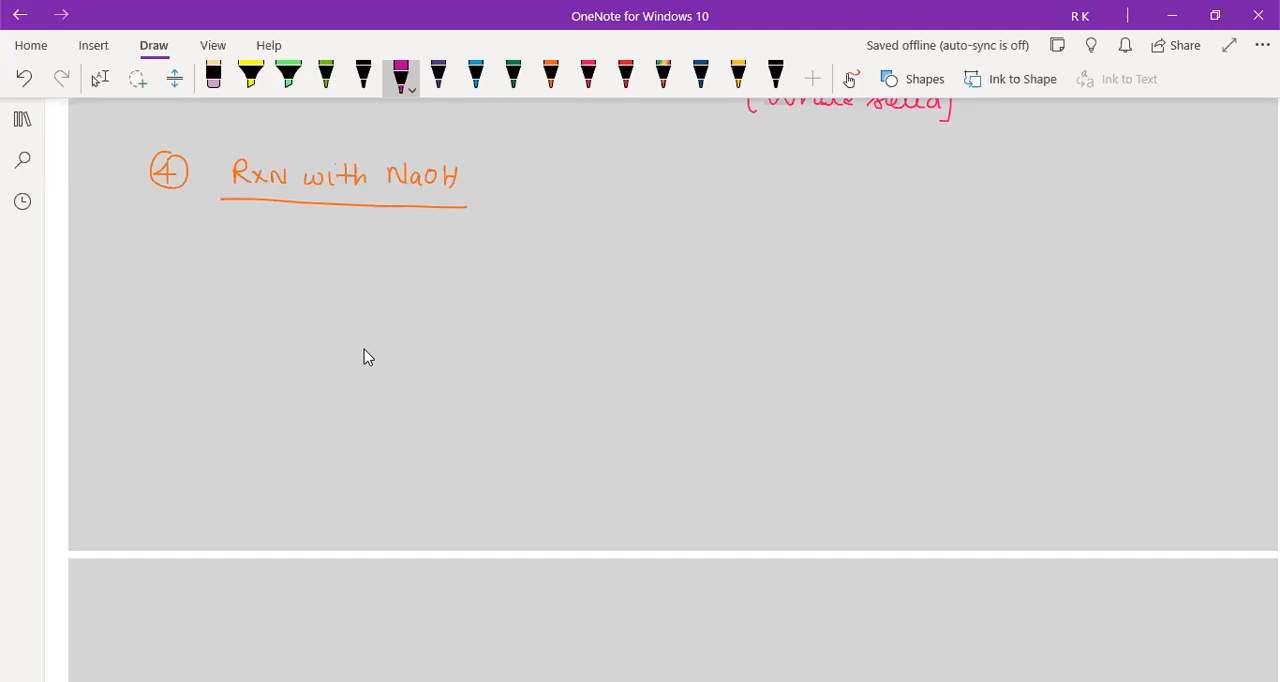 OneNote for Windows 10
R K
Home Insert Draw View Help
Saved offline (auto-sync is off)
Share
Shapes
Ink to Shape
Ink to Text
④ RxN with NaOH